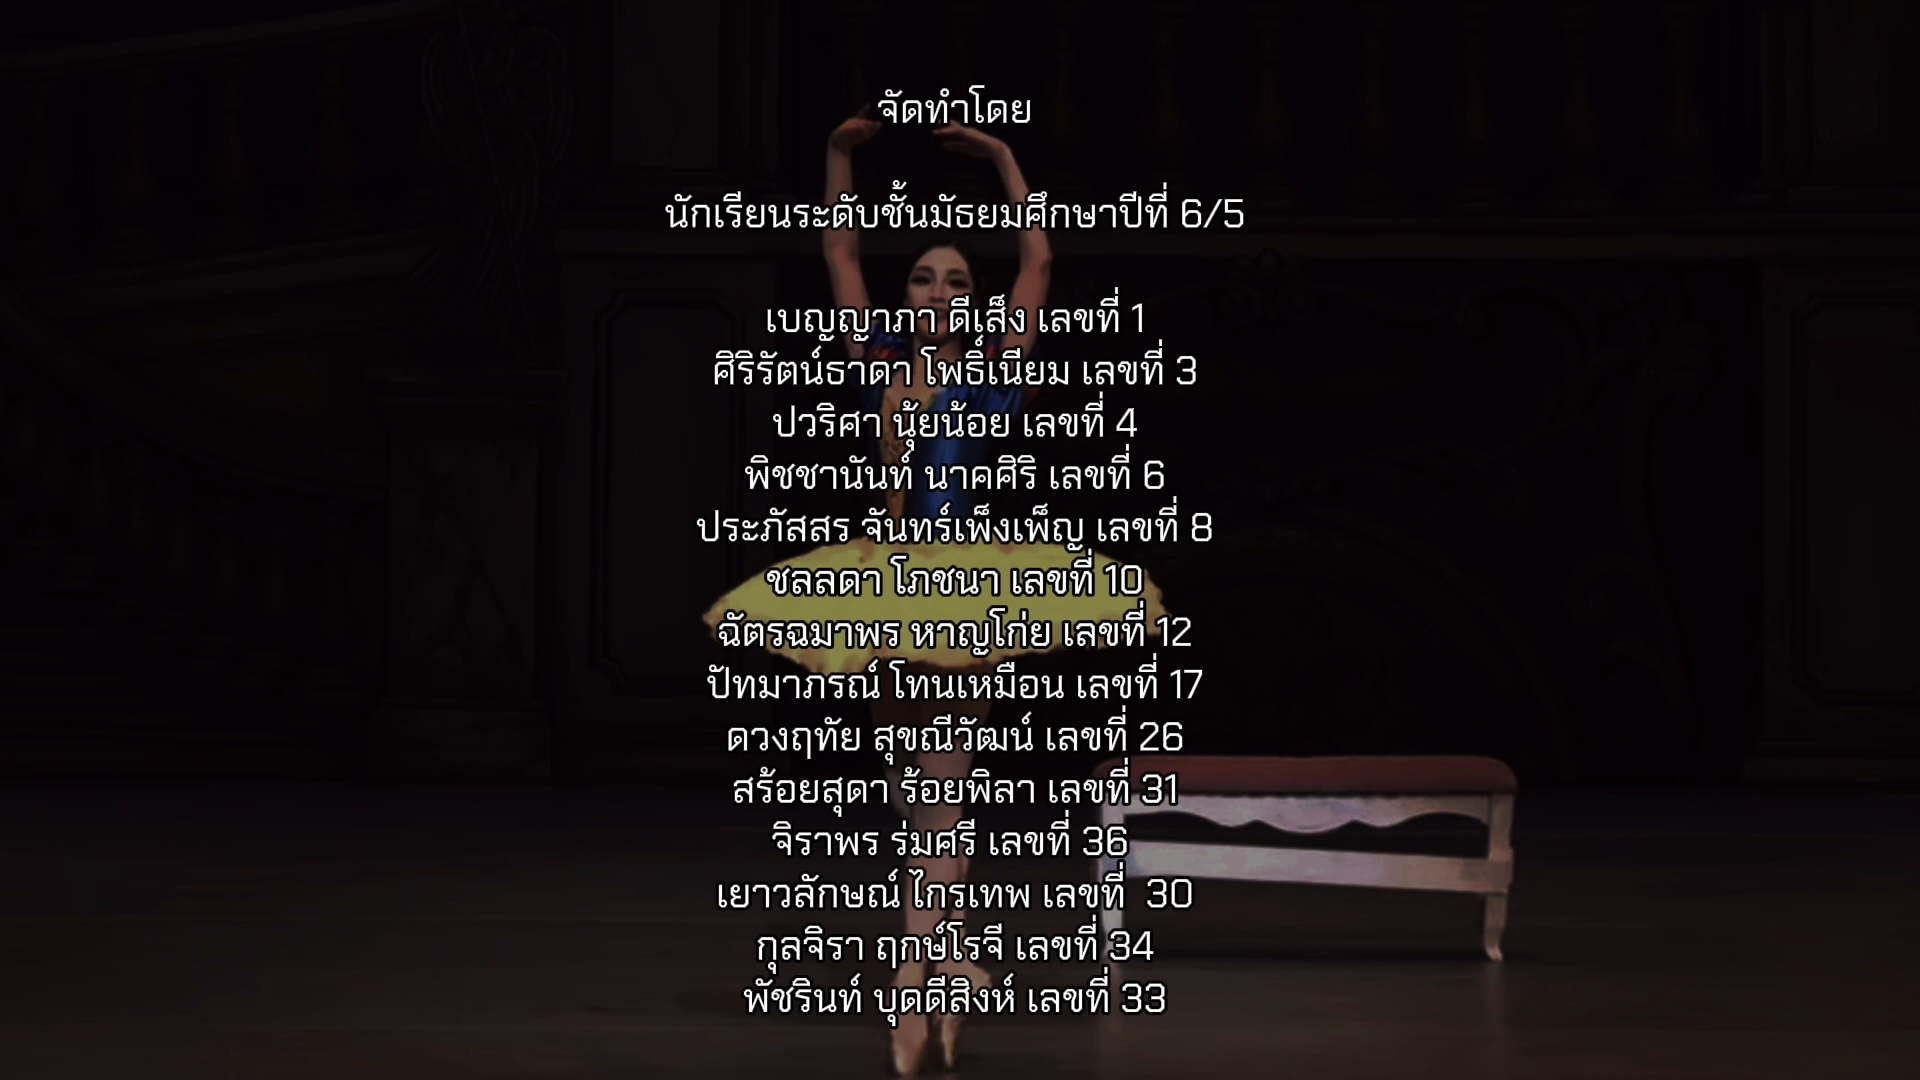 จัดทำโดย
นักเรียนระดับชั้นมัธยมศึกษาปีที่ 6/5
เบญญาภา ดีเส็ง เลขที่ 1
ศิริรัตน์ธาดา โพธิ์เนียม เลขที่ 3
ปวริศา นุ้ยน้อย เลขที่ 4
พิชชานันท์ นาคศิริ เลขที่ 6
ประภัสสร จันทร์เพ็งเพ็ญ เลขที่ 8
ชลลดา โภชนา เลขที่ 10
ฉัตรฉมาพร หาญโก่ย เลขที่ 12
ปัทมาภรณ์ โทนเหมือน เลขที่ 17
ดวงฤทัย สุขณีวัฒน์ เลขที่ 26
สร้อยสุดา ร้อยพิลา เลขที่ 31
จิราพร ร่มศรี เลขที่ 36
เยาวลักษณ์ ไกรเทพ เลขที่ 30
กุลจิรา ฤกษ์โรจี เลขที่ 34
พัชรินท์ บุดดีสิงห์ เลขที่ 33